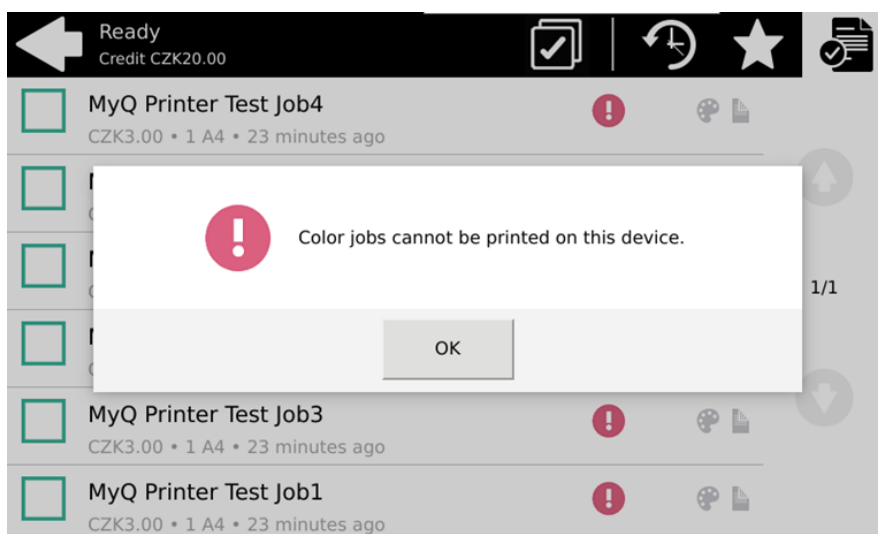 Ready
Credit CZK20.00
MyQ Printer Test Job4
CZK3.00 • 1 A4 • 23 minutes ago
Color jobs cannot be printed on this device.
1/1
OK
MyQ Printer Test Job3
CZK3.00 • 1 A4 • 23 minutes ago
MyQ Printer Test Job1
CZK3.00 • 1 A4 • 23 minutes ago